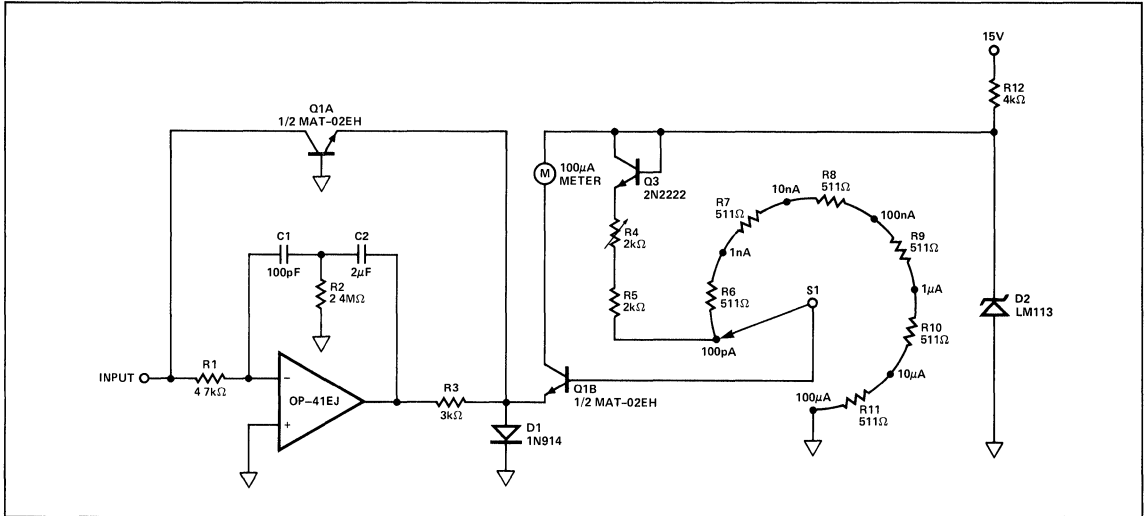 15V
R12
4kΩ
Q1A
1/2 MAT-02EH
M
100μA
METER
Q3
2N2222
R8
511Ω
10nA
R7
511Ω
100nA
R9
511Ω
1nA
R4
2kΩ
C1
100pF
C2
2μF
R2
2 4MΩ
R6
511Ω
S1
1μA
D2
LM113
R5
2kΩ
R10
511Ω
100pA
INPUT
R1
4 7kΩ
10μA
−
OP-41EJ
+
R3
3kΩ
Q1B
1/2 MAT-02EH
100μA
R11
511Ω
D1
1N914